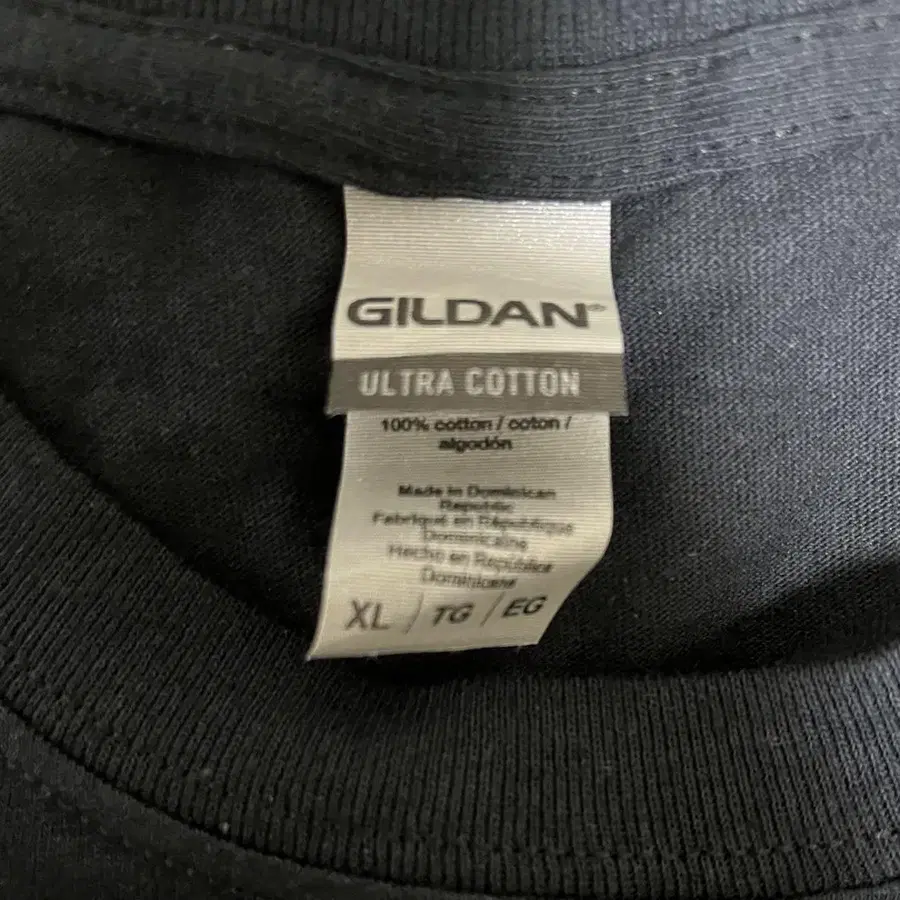 GILDAN®
ULTRA COTTON
100% cotton / coton /
algodón
Made in Dominican
Republic
Fabriqué en République
Dominicaine
Hecho en República
Dominicana
XL / TG / EG